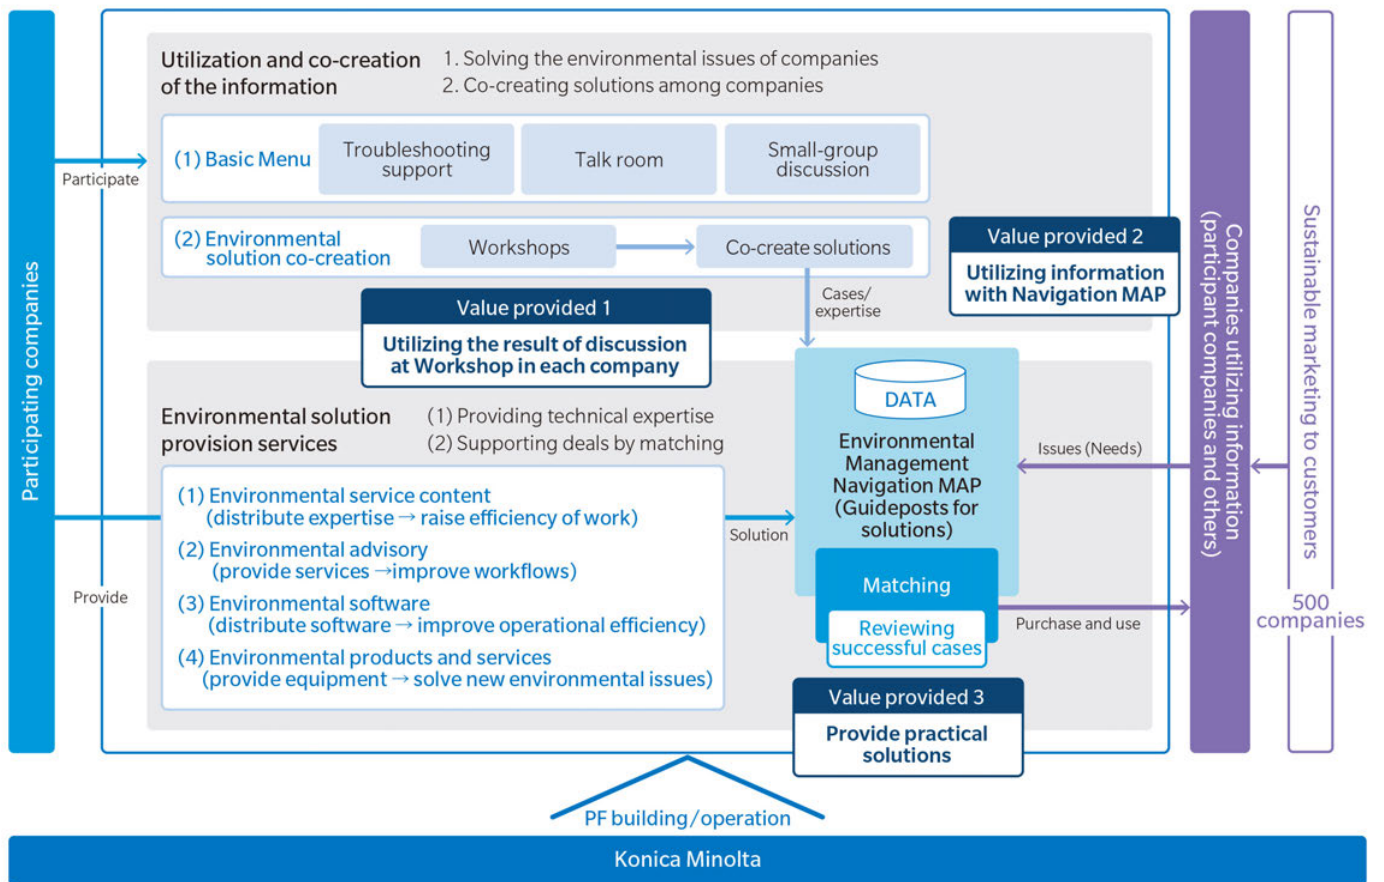 Participating companies
Participate
Provide
Utilization and co-creation
of the information
1. Solving the environmental issues of companies
2. Co-creating solutions among companies
(1) Basic Menu
Troubleshooting
support
Talk room
Small-group
discussion
(2) Environmental
solution co-creation
Workshops
Co-create solutions
Cases/
expertise
Value provided 1
Utilizing the result of discussion
at Workshop in each company
Value provided 2
Utilizing information
with Navigation MAP
Environmental solution
provision services
(1) Providing technical expertise
(2) Supporting deals by matching
(1) Environmental service content
(distribute expertise → raise efficiency of work)
(2) Environmental advisory
(provide services →improve workflows)
(3) Environmental software
(distribute software → improve operational efficiency)
(4) Environmental products and services
(provide equipment → solve new environmental issues)
Solution
DATA
Environmental
Management
Navigation MAP
(Guideposts for
solutions)
Matching
Reviewing
successful cases
Issues (Needs)
Purchase and use
Value provided 3
Provide practical
solutions
Companies utilizing information
(participant companies and others)
Sustainable marketing to customers
500
companies
PF building/operation
Konica Minolta